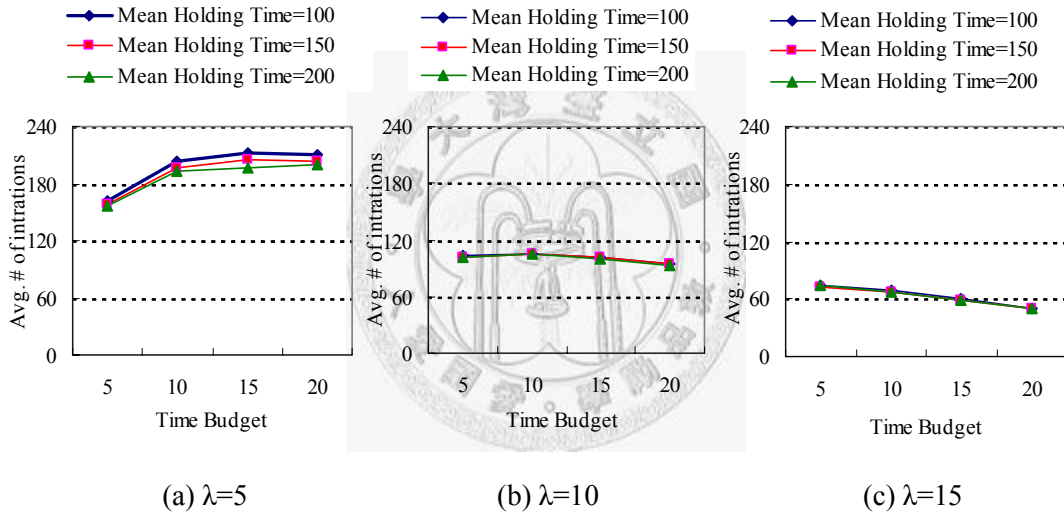 (a)
Mean Holding Time=100
Mean Holding Time=150
Mean Holding Time=200
Avg. # of intrations
240
180
120
60
0
5 10 15 20
Time Budget
(a) λ=5
(b)
Mean Holding Time=100
Mean Holding Time=150
Mean Holding Time=200
Avg. # of intrations
240
180
120
60
0
5 10 15 20
Time Budget
(b) λ=10
(c)
Mean Holding Time=100
Mean Holding Time=150
Mean Holding Time=200
Avg. # of intrations
240
180
120
60
0
5 10 15 20
Time Budget
(c) λ=15